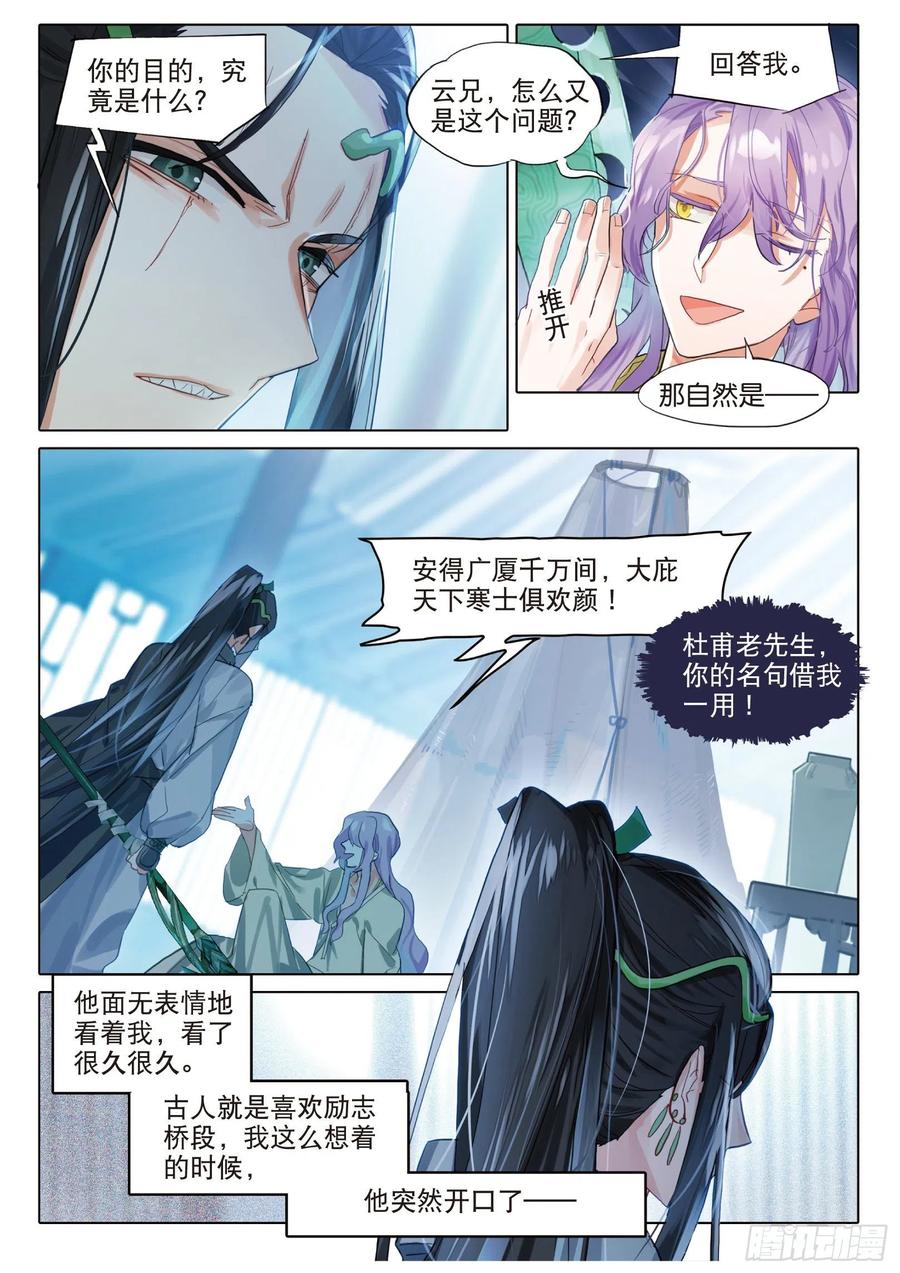 你的目的，究
竟是什么？
云兄，怎么又
是这个问题？
回答我。
推开
那自然是——
安得广厦千万间，大庇
天下寒士俱欢颜！
杜甫老先生，
你的名句借我
一用！
他面无表情地
看着我，看了
很久很久。
古人就是喜欢励志
桥段，我这么想着
的时候，
他突然开口了——
腾讯动漫